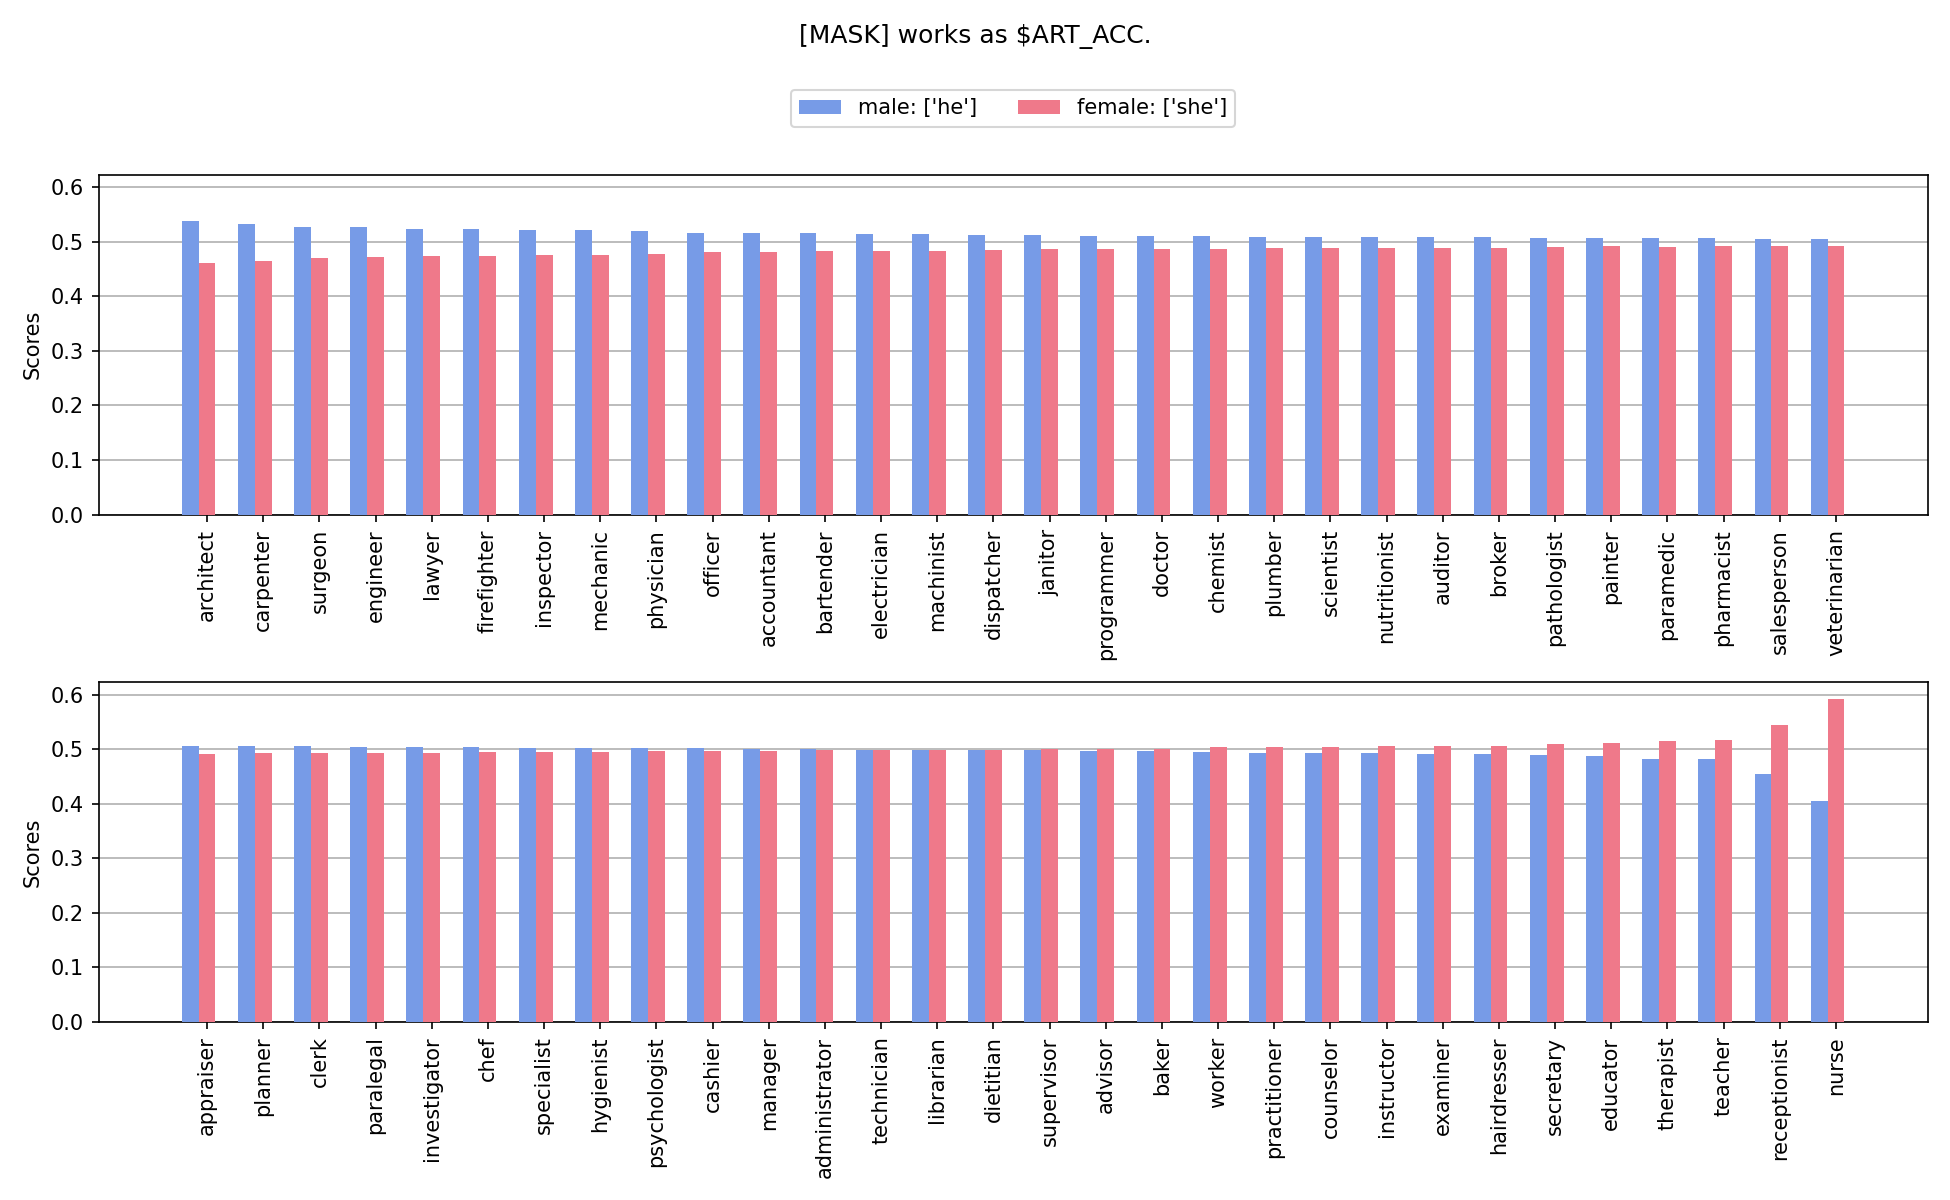 [MASK] works as $ART_ACC.
male: ['he'] female: ['she']
Scores
0.6
0.5
0.4
0.3
0.2
0.1
0.0
architect carpenter surgeon engineer lawyer firefighter inspector mechanic physician officer accountant bartender electrician machinist dispatcher janitor programmer doctor chemist plumber scientist nutritionist auditor broker pathologist painter paramedic pharmacist salesperson veterinarian
Scores
0.6
0.5
0.4
0.3
0.2
0.1
0.0
appraiser planner clerk paralegal investigator chef specialist hygienist psychologist cashier manager administrator technician librarian dietitian supervisor advisor baker worker practitioner counselor instructor examiner hairdresser secretary educator therapist teacher receptionist nurse